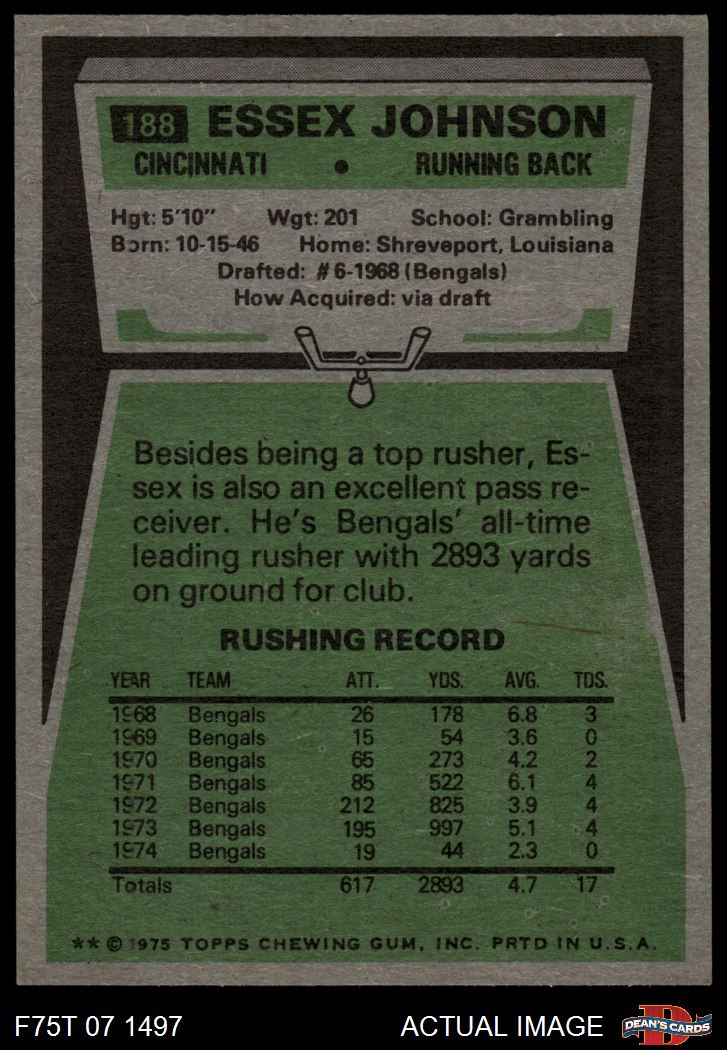 188 ESSEX JOHNSON
CINCINNATI • RUNNING BACK
Hgt: 5'10" Wgt: 201 School: Grambling
Born: 10-15-46 Home: Shreveport, Louisiana
Drafted: #6-1968 (Bengals)
How Acquired: via draft
Besides being a top rusher, Es-
sex is also an excellent pass re-
ceiver. He's Bengals' all-time
leading rusher with 2893 yards
on ground for club.
RUSHING RECORD
YEAR TEAM ATT. YDS. AVG. TDS.
1968 Bengals 26 178 6.8 3
1969 Bengals 15 54 3.6 0
1970 Bengals 65 273 4.2 2
1971 Bengals 85 522 6.1 4
1972 Bengals 212 825 3.9 4
1973 Bengals 195 997 5.1 4
1974 Bengals 19 44 2.3 0
Totals 617 2893 4.7 17
** © 1975 TOPPS CHEWING GUM, INC. PRTD IN U.S.A.
F75T 07 1497 ACTUAL IMAGE DEAN'S CARDS